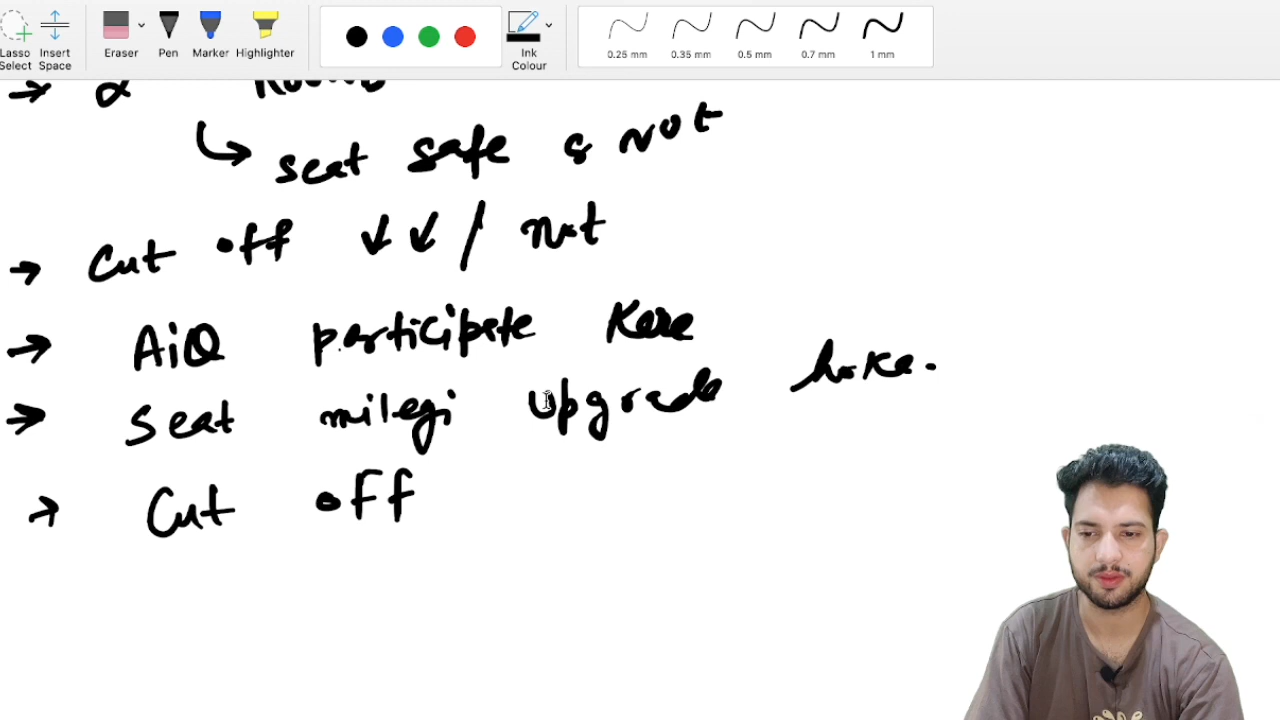 Lasso Select Insert Space Eraser Pen Marker Highlighter Ink Colour 0.25 mm 0.35 mm 0.5 mm 0.7 mm 1 mm
→ 2
↳ seat safe & not
→ Cut off ↓↓ / not
→ AiQ participate Kare
→ Seat milegi upgrade hoke.
→ Cut off